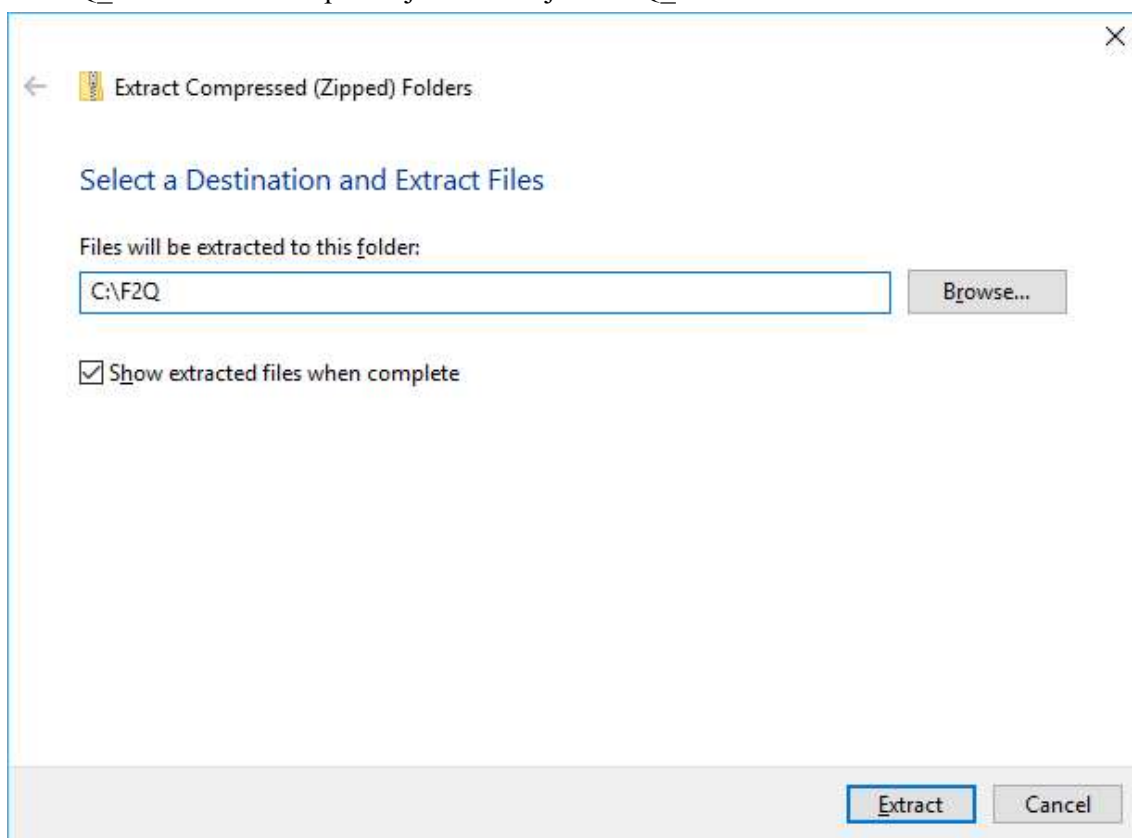 Extract Compressed (Zipped) Folders
Select a Destination and Extract Files
Files will be extracted to this folder:
C:\F2Q
Browse...
Show extracted files when complete
Extract
Cancel